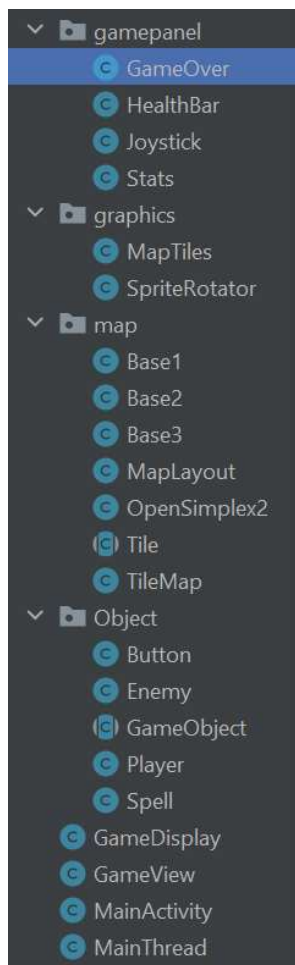 gamepanel
GameOver
HealthBar
Joystick
Stats
graphics
MapTiles
SpriteRotator
map
Base1
Base2
Base3
MapLayout
OpenSimplex2
Tile
TileMap
Object
Button
Enemy
GameObject
Player
Spell
GameDisplay
GameView
MainActivity
MainThread